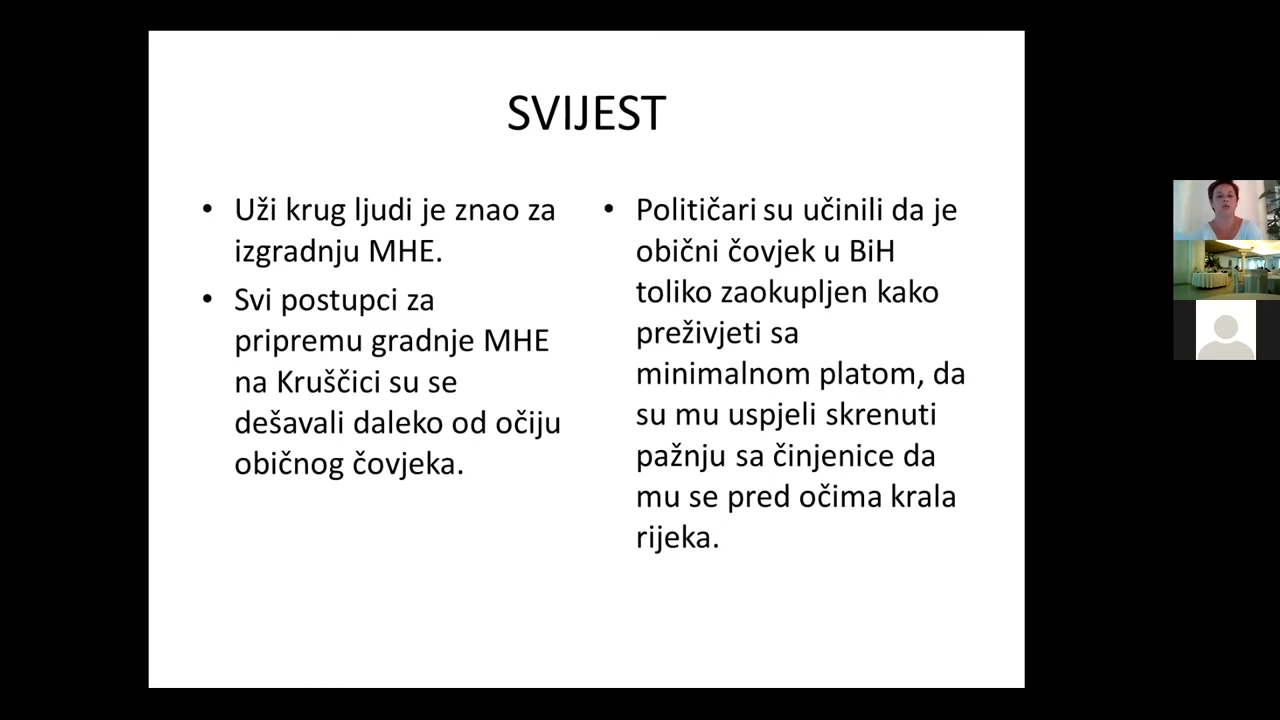 SVIJEST
• Uži krug ljudi je znao za
izgradnju MHE.
• Svi postupci za
pripremu gradnje MHE
na Kruščici su se
dešavali daleko od očiju
običnog čovjeka.
• Političari su učinili da je
obični čovjek u BiH
toliko zaokupljen kako
preživjeti sa
minimalnom platom, da
su mu uspjeli skrenuti
pažnju sa činjenice da
mu se pred očima krala
rijeka.